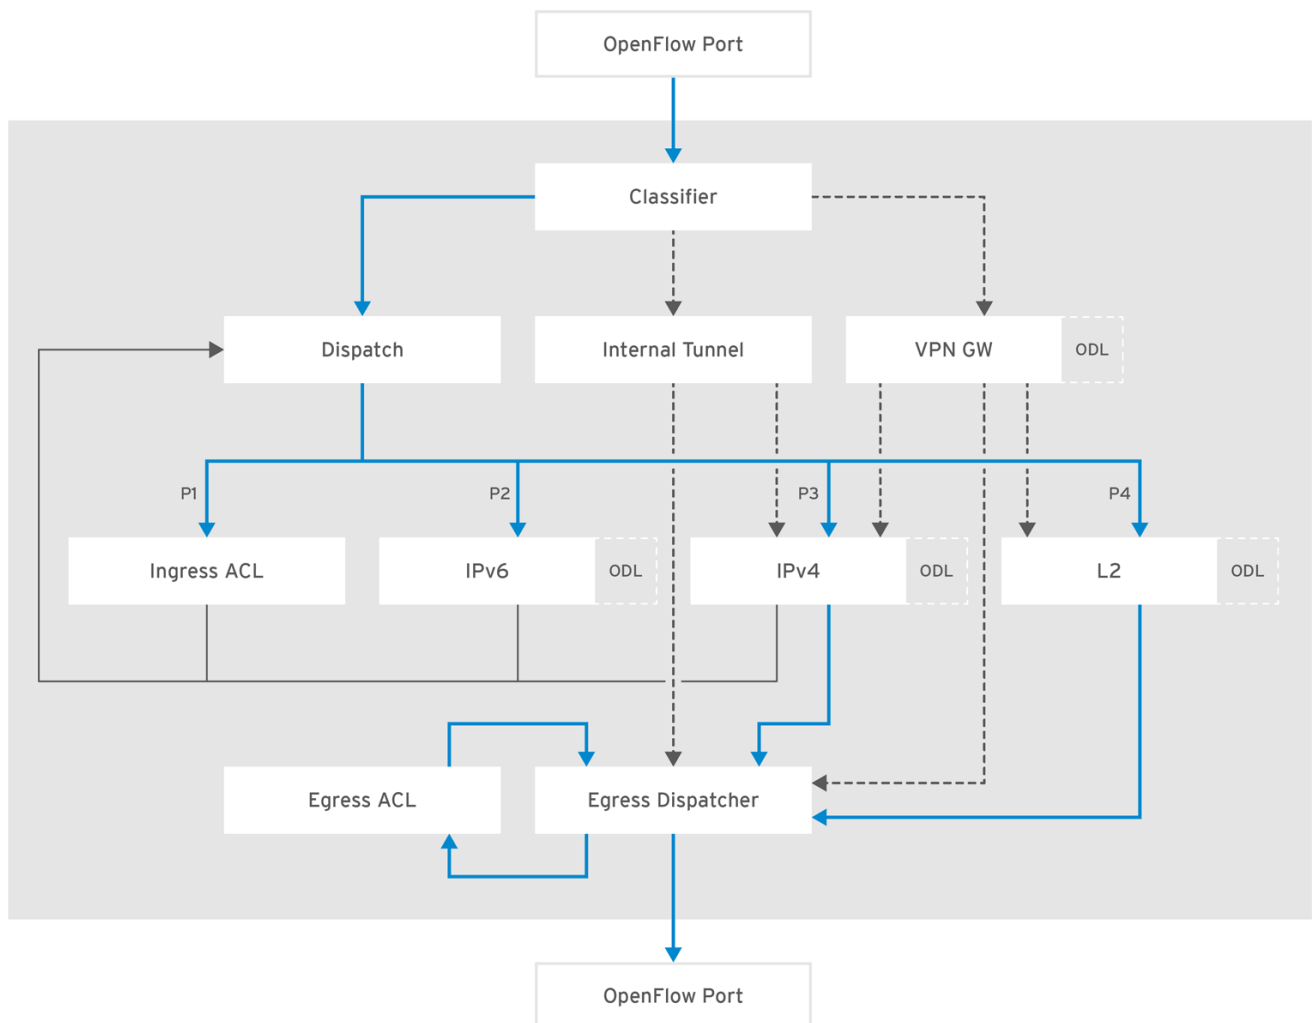 OpenFlow Port
Classifier
Dispatch
Internal Tunnel
VPN GW
ODL
P1
P2
P3
P4
Ingress ACL
IPv6
ODL
IPv4
ODL
L2
ODL
Egress ACL
Egress Dispatcher
OpenFlow Port